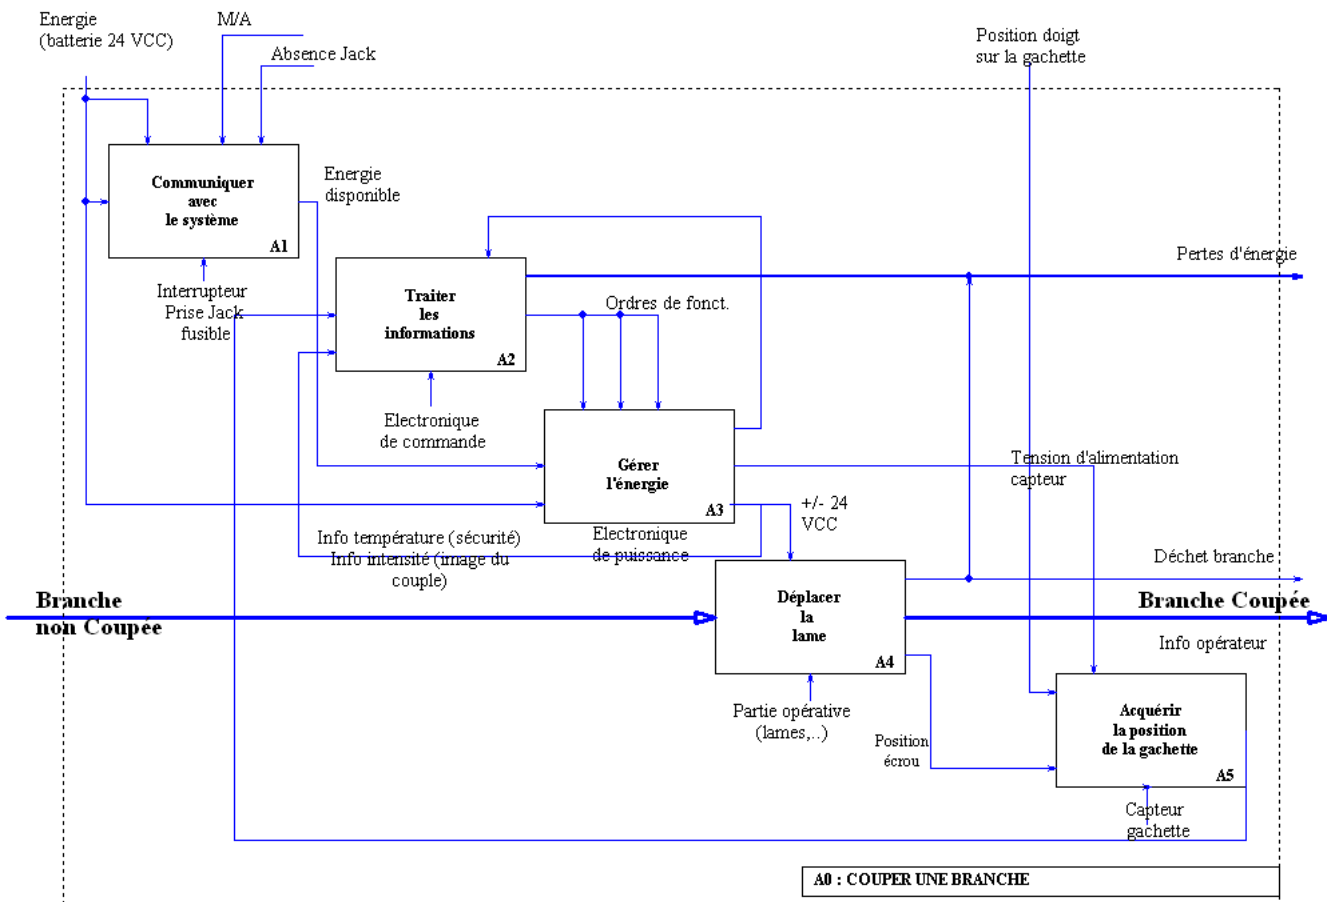 Energie
(batterie 24 VCC)
M/A
Absence Jack
Position doigt
sur la gachette
Communiquer
avec
le système
A1
Energie
disponible
Interrupteur
Prise Jack
fusible
Traiter
les
informations
A2
Pertes d'énergie
Ordres de fonct.
Electronique
de commande
Gérer
l'énergie
A3
Tension d'alimentation
capteur
+/- 24
VCC
Electronique
de puissance
Info température (sécurité)
Info intensité (image du
couple)
Déchet branche
Branche
non Coupée
Déplacer
la
lame
A4
Branche Coupée
Info opérateur
Partie opérative
(lames,..)
Position
écrou
Acquérir
la position
de la gachette
A5
Capteur
gachette
A0 : COUPER UNE BRANCHE